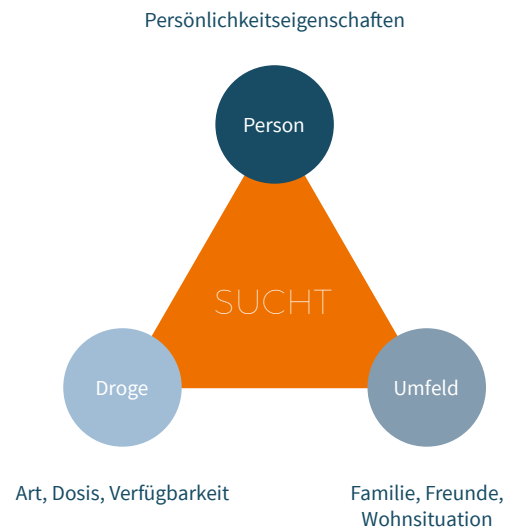 Persönlichkeitseigenschaften
Person
SUCHT
Droge
Umfeld
Art, Dosis, Verfügbarkeit
Familie, Freunde,
Wohnsituation